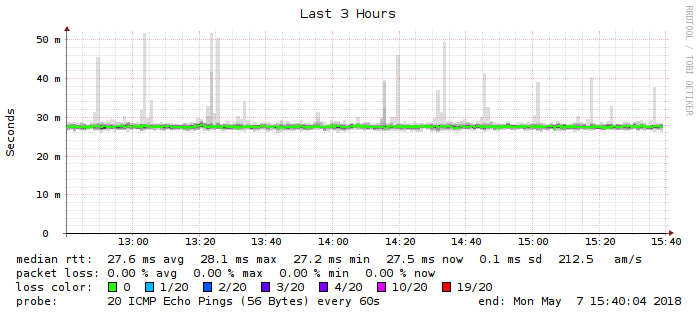 Last 3 Hours
RRDTOOL / TOBI OETIKER
Seconds
50 m
40 m
30 m
20 m
10 m
0
13:00 13:20 13:40 14:00 14:20 14:40 15:00 15:20 15:40
median rtt: 27.6 ms avg 28.1 ms max 27.2 ms min 27.5 ms now 0.1 ms sd 212.5 am/s
packet loss: 0.00 % avg 0.00 % max 0.00 % min 0.00 % now
loss color: 0 1/20 2/20 3/20 4/20 10/20 19/20
probe: 20 ICMP Echo Pings (56 Bytes) every 60s end: Mon May 7 15:40:04 2018